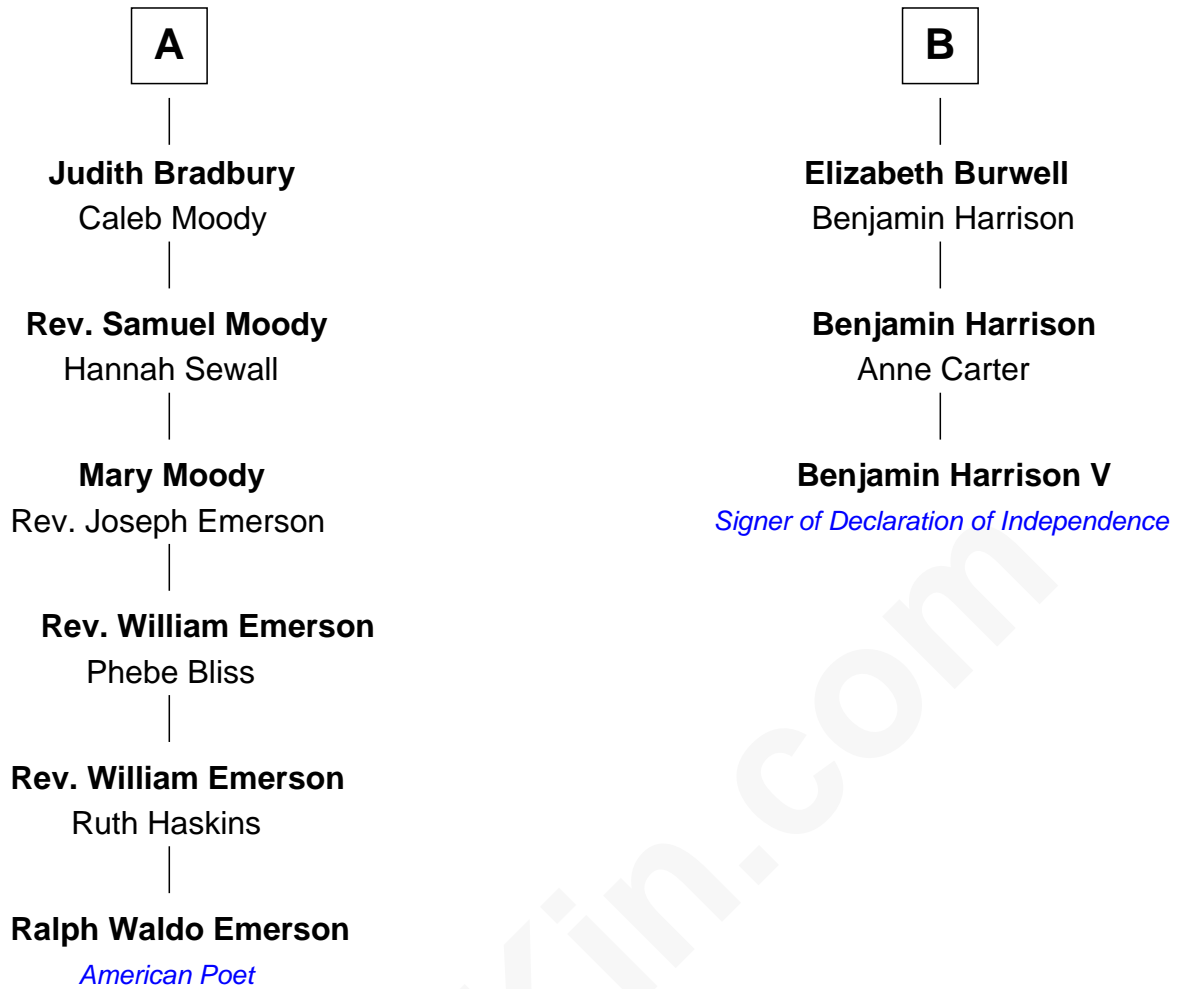 A
Judith Bradbury
Caleb Moody
Rev. Samuel Moody
Hannah Sewall
Mary Moody
Rev. Joseph Emerson
Rev. William Emerson
Phebe Bliss
Rev. William Emerson
Ruth Haskins
Ralph Waldo Emerson
American Poet
B
Elizabeth Burwell
Benjamin Harrison
Benjamin Harrison
Anne Carter
Benjamin Harrison V
Signer of Declaration of Independence
Kin.com